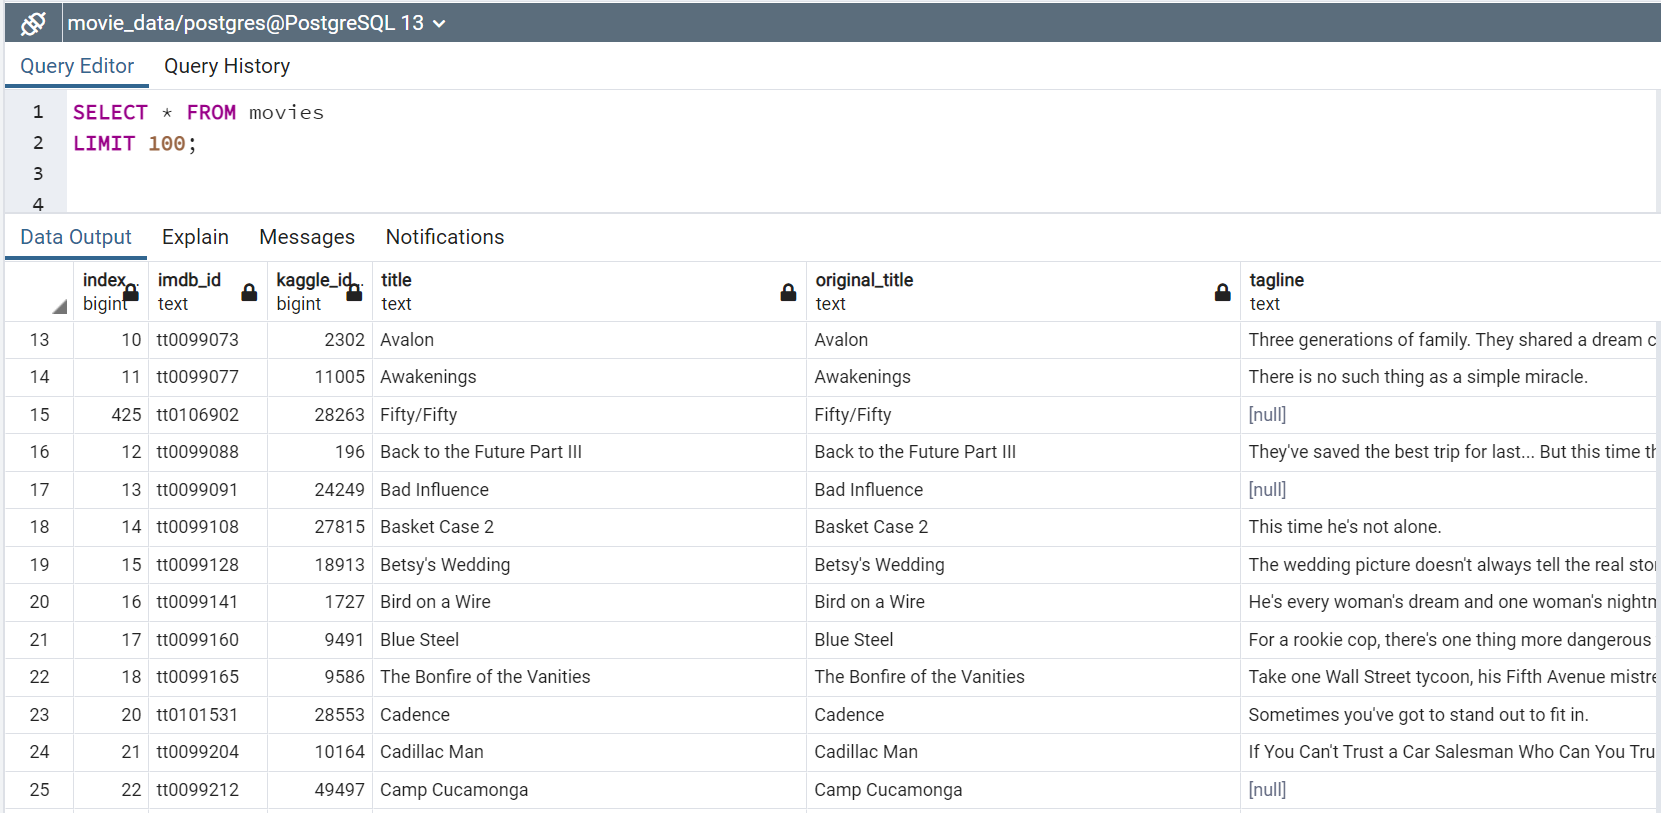 movie_data/postgres@PostgreSQL 13
Query Editor Query History
1 SELECT * FROM movies
2 LIMIT 100;
3
4
Data Output Explain Messages Notifications
index.. imdb_id kaggle_id.. title original_title tagline
bigint text bigint text text text
13 10 tt0099073 2302 Avalon Avalon Three generations of family. They shared a dream c
14 11 tt0099077 11005 Awakenings Awakenings There is no such thing as a simple miracle.
15 425 tt0106902 28263 Fifty/Fifty Fifty/Fifty [null]
16 12 tt0099088 196 Back to the Future Part III Back to the Future Part III They've saved the best trip for last... But this time th
17 13 tt0099091 24249 Bad Influence Bad Influence [null]
18 14 tt0099108 27815 Basket Case 2 Basket Case 2 This time he's not alone.
19 15 tt0099128 18913 Betsy's Wedding Betsy's Wedding The wedding picture doesn't always tell the real stor
20 16 tt0099141 1727 Bird on a Wire Bird on a Wire He's every woman's dream and one woman's nightm
21 17 tt0099160 9491 Blue Steel Blue Steel For a rookie cop, there's one thing more dangerous
22 18 tt0099165 9586 The Bonfire of the Vanities The Bonfire of the Vanities Take one Wall Street tycoon, his Fifth Avenue mistre
23 20 tt0101531 28553 Cadence Cadence Sometimes you've got to stand out to fit in.
24 21 tt0099204 10164 Cadillac Man Cadillac Man If You Can't Trust a Car Salesman Who Can You Tru
25 22 tt0099212 49497 Camp Cucamonga Camp Cucamonga [null]